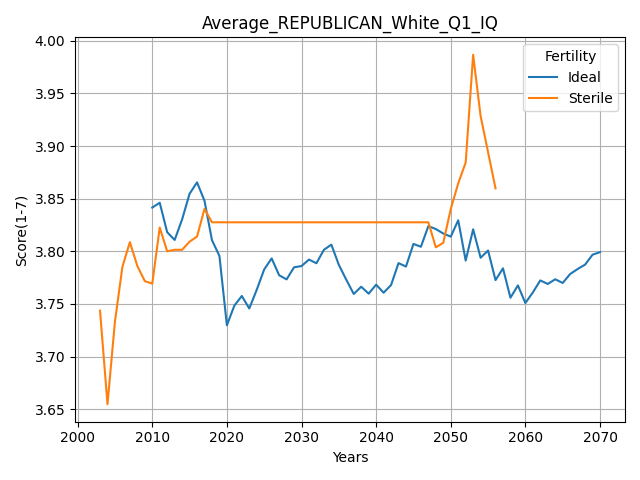 Average_REPUBLICAN_White_Q1_IQ
Score(1-7)
4.00
3.95
3.90
3.85
3.80
3.75
3.70
3.65
Fertility
Ideal
Sterile
2000 2010 2020 2030 2040 2050 2060 2070
Years